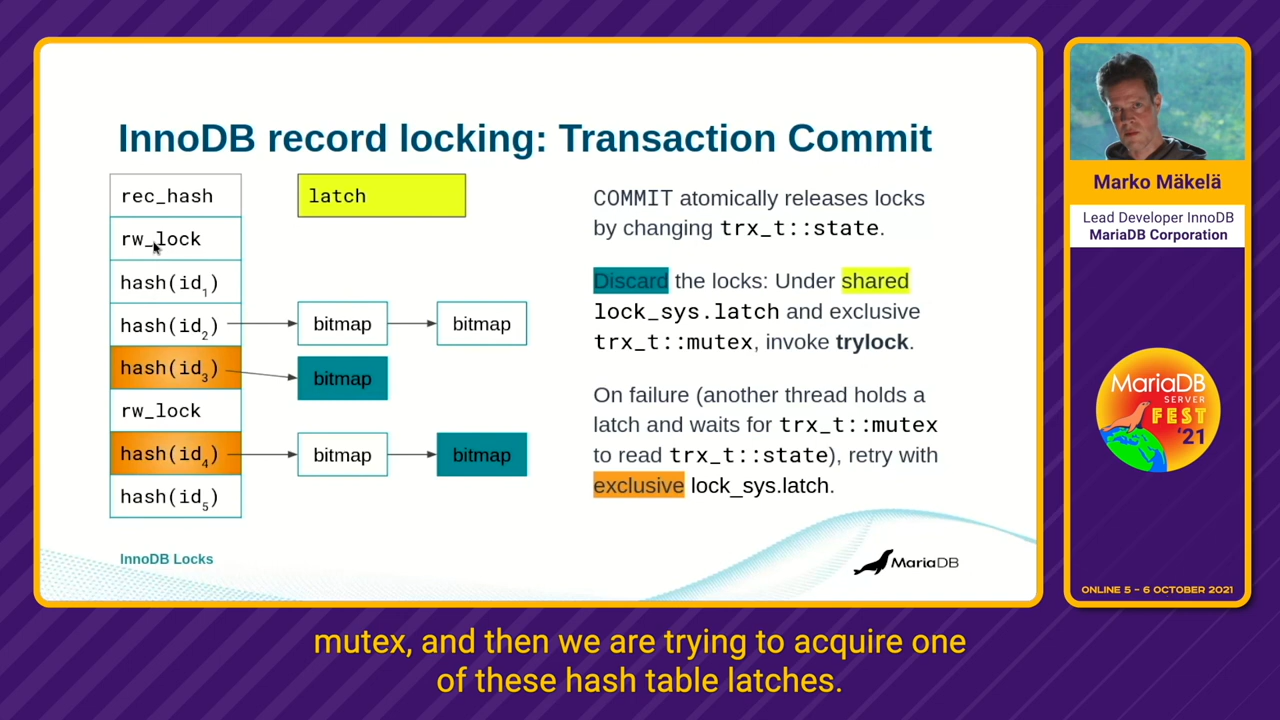 InnoDB record locking: Transaction Commit
rec_hash
rw_lock
hash(id₁)
hash(id₂)
hash(id₃)
rw_lock
hash(id₄)
hash(id₅)
latch
bitmap
bitmap
bitmap
bitmap
bitmap
COMMIT atomically releases locks
by changing trx_t::state.
Discard the locks: Under shared
lock_sys.latch and exclusive
trx_t::mutex, invoke trylock.
On failure (another thread holds a
latch and waits for trx_t::mutex
to read trx_t::state), retry with
exclusive lock_sys.latch.
InnoDB Locks
MariaDB
Marko Mäkelä
Lead Developer InnoDB
MariaDB Corporation
MariaDB
SERVER
FEST
'21
ONLINE 5 – 6 OCTOBER 2021
mutex, and then we are trying to acquire one
of these hash table latches.